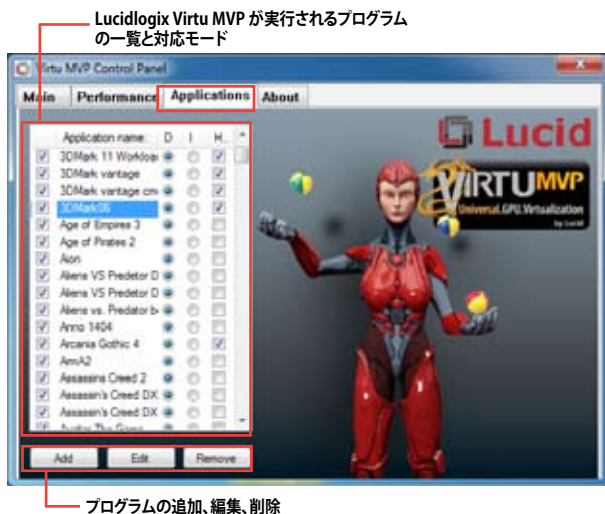 Lucidlogix Virtu MVP が実行されるプログラム
の一覧と対応モード
Virtu MVP Control Panel
Main Performance Applications About
Application name D I H...
3DMark 11 Workloa
3DMark vantage
3DMark vantage cm
3DMark06
Age of Empires 3
Age of Pirates 2
Aion
Aliens VS Predetor D
Aliens VS Predetor D
Aliens vs. Predator b
Anno 1404
Arcania Gothic 4
ArmA2
Assassins Creed 2
Assassin's Creed DX
Assassin's Creed DX
Avatar The Game
Lucid
VIRTU MVP
Universal GPU Virtualization
by Lucid
Add Edit Remove
プログラムの追加、編集、削除